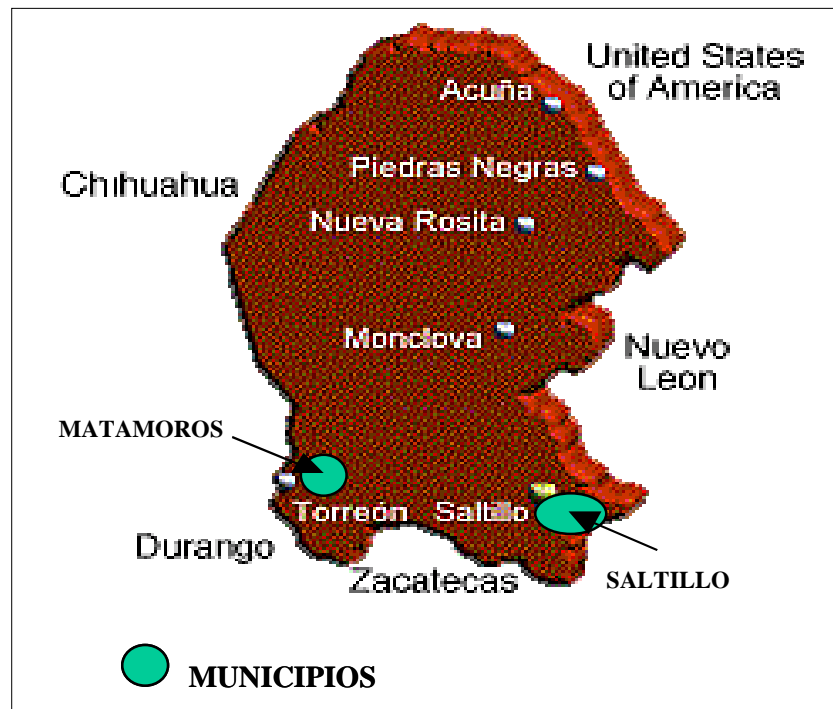 United States
of America
Acuña
Piedras Negras
Chihuahua
Nueva Rosita
Monclova
Nuevo
Leon
MATAMOROS
Torreón
Saltillo
Durango
Zacatecas
SALTILLO
MUNICIPIOS